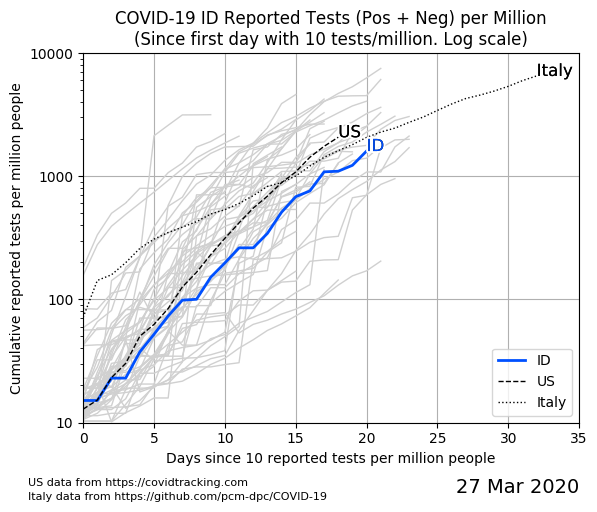 COVID-19 ID Reported Tests (Pos + Neg) per Million
(Since first day with 10 tests/million. Log scale)
Cumulative reported tests per million people
10000
1000
100
10
Italy
US
ID
ID
US
Italy
0 5 10 15 20 25 30 35
Days since 10 reported tests per million people
US data from https://covidtracking.com
Italy data from https://github.com/pcm-dpc/COVID-19
27 Mar 2020